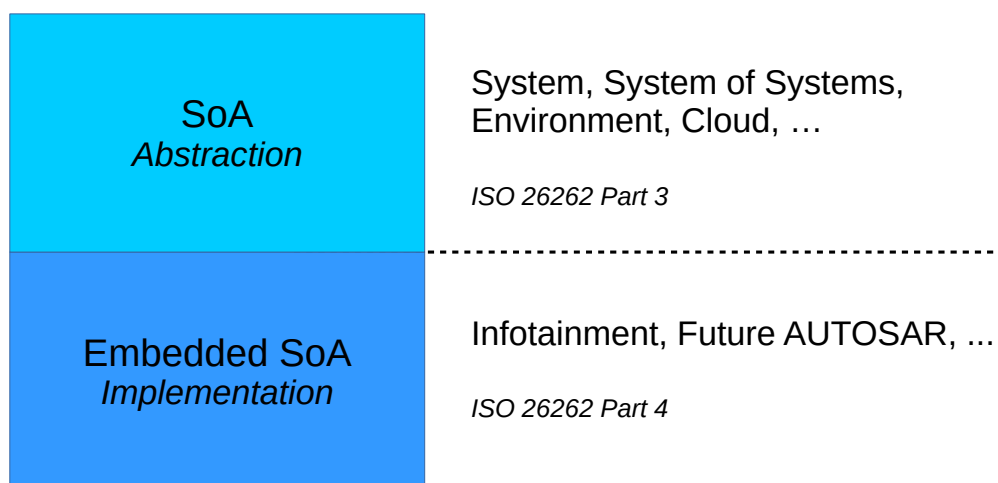 SoA
Abstraction
System, System of Systems,
Environment, Cloud, …
ISO 26262 Part 3
Embedded SoA
Implementation
Infotainment, Future AUTOSAR, ...
ISO 26262 Part 4